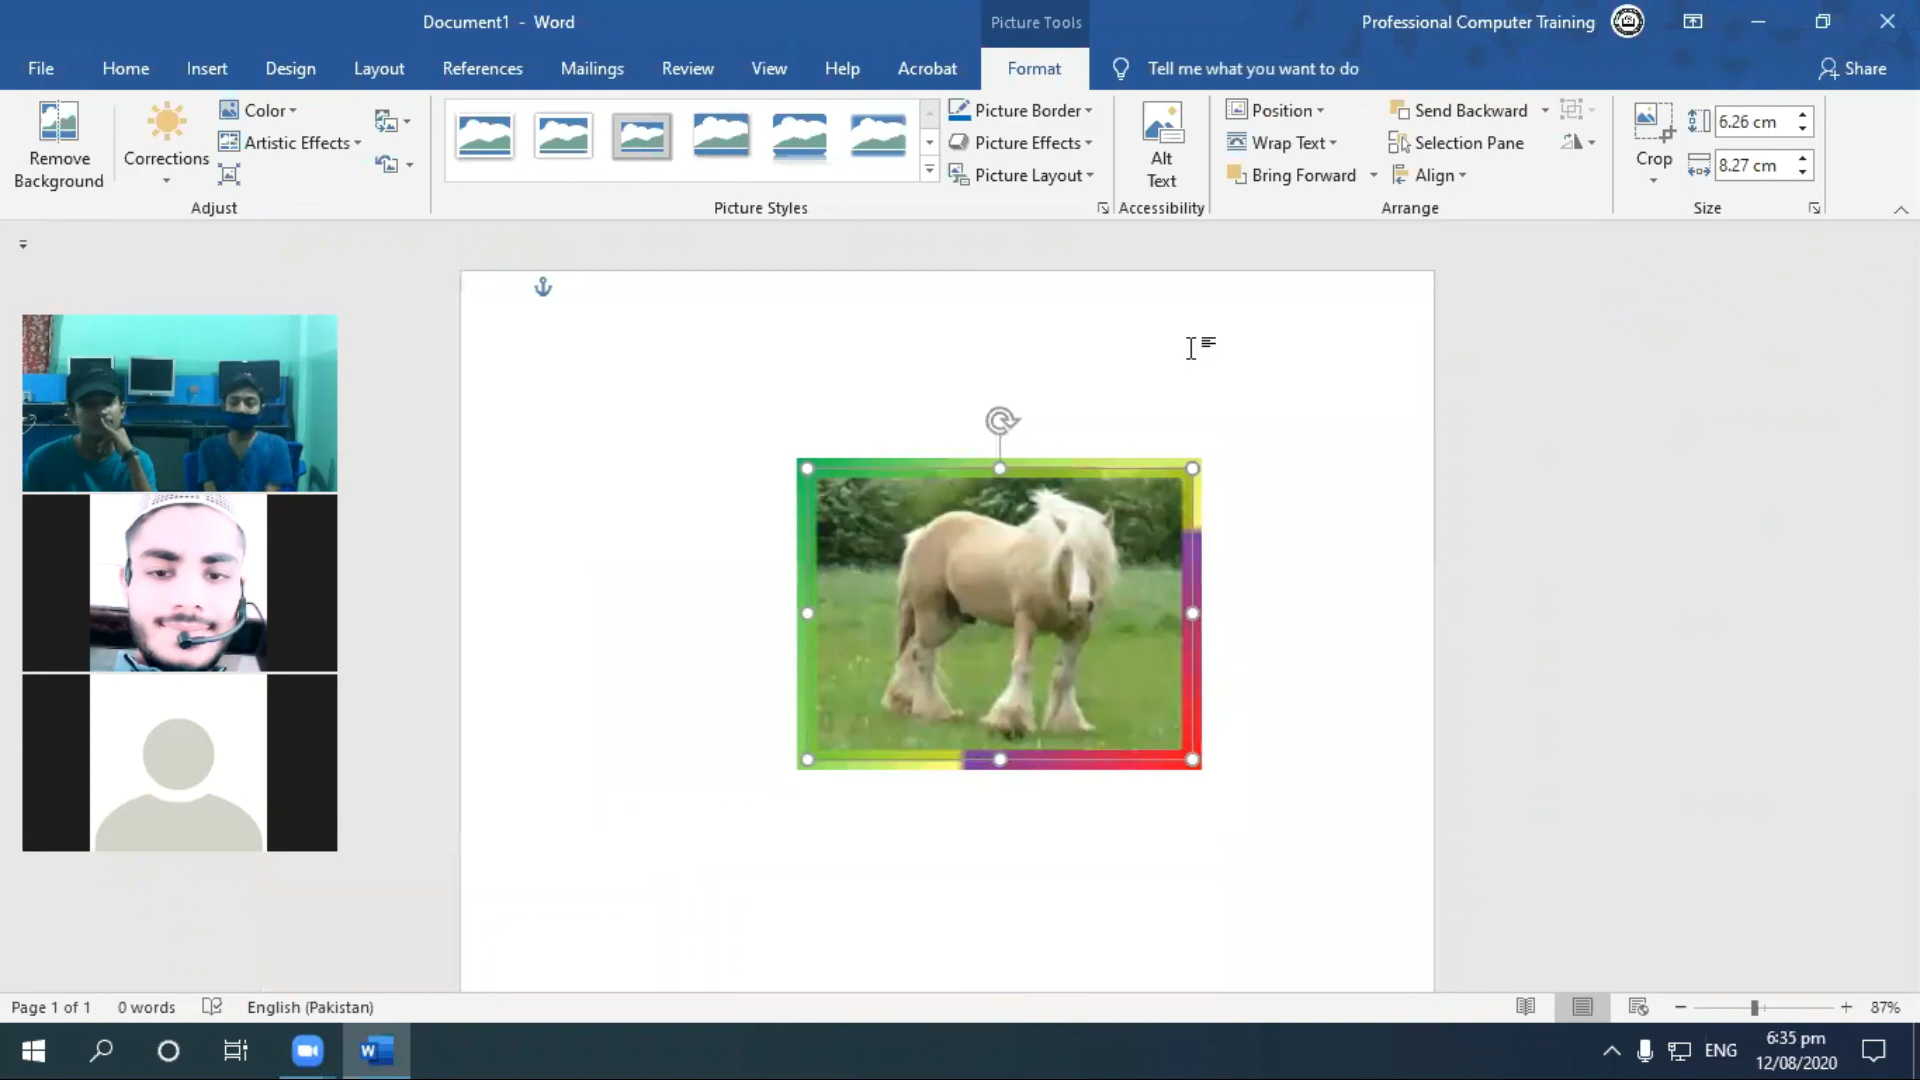 Document1 - Word
Picture Tools
Professional Computer Training
File
Home
Insert
Design
Layout
References
Mailings
Review
View
Help
Acrobat
Format
Tell me what you want to do
Share
Remove
Background
Corrections
Color
Artistic Effects
Adjust
Picture Border
Picture Effects
Picture Layout
Picture Styles
Alt
Text
Accessibility
Position
Wrap Text
Bring Forward
Send Backward
Selection Pane
Align
Arrange
Crop
6.26 cm
8.27 cm
Size
Page 1 of 1
0 words
English (Pakistan)
87%
W
ENG
6:35 pm
12/08/2020